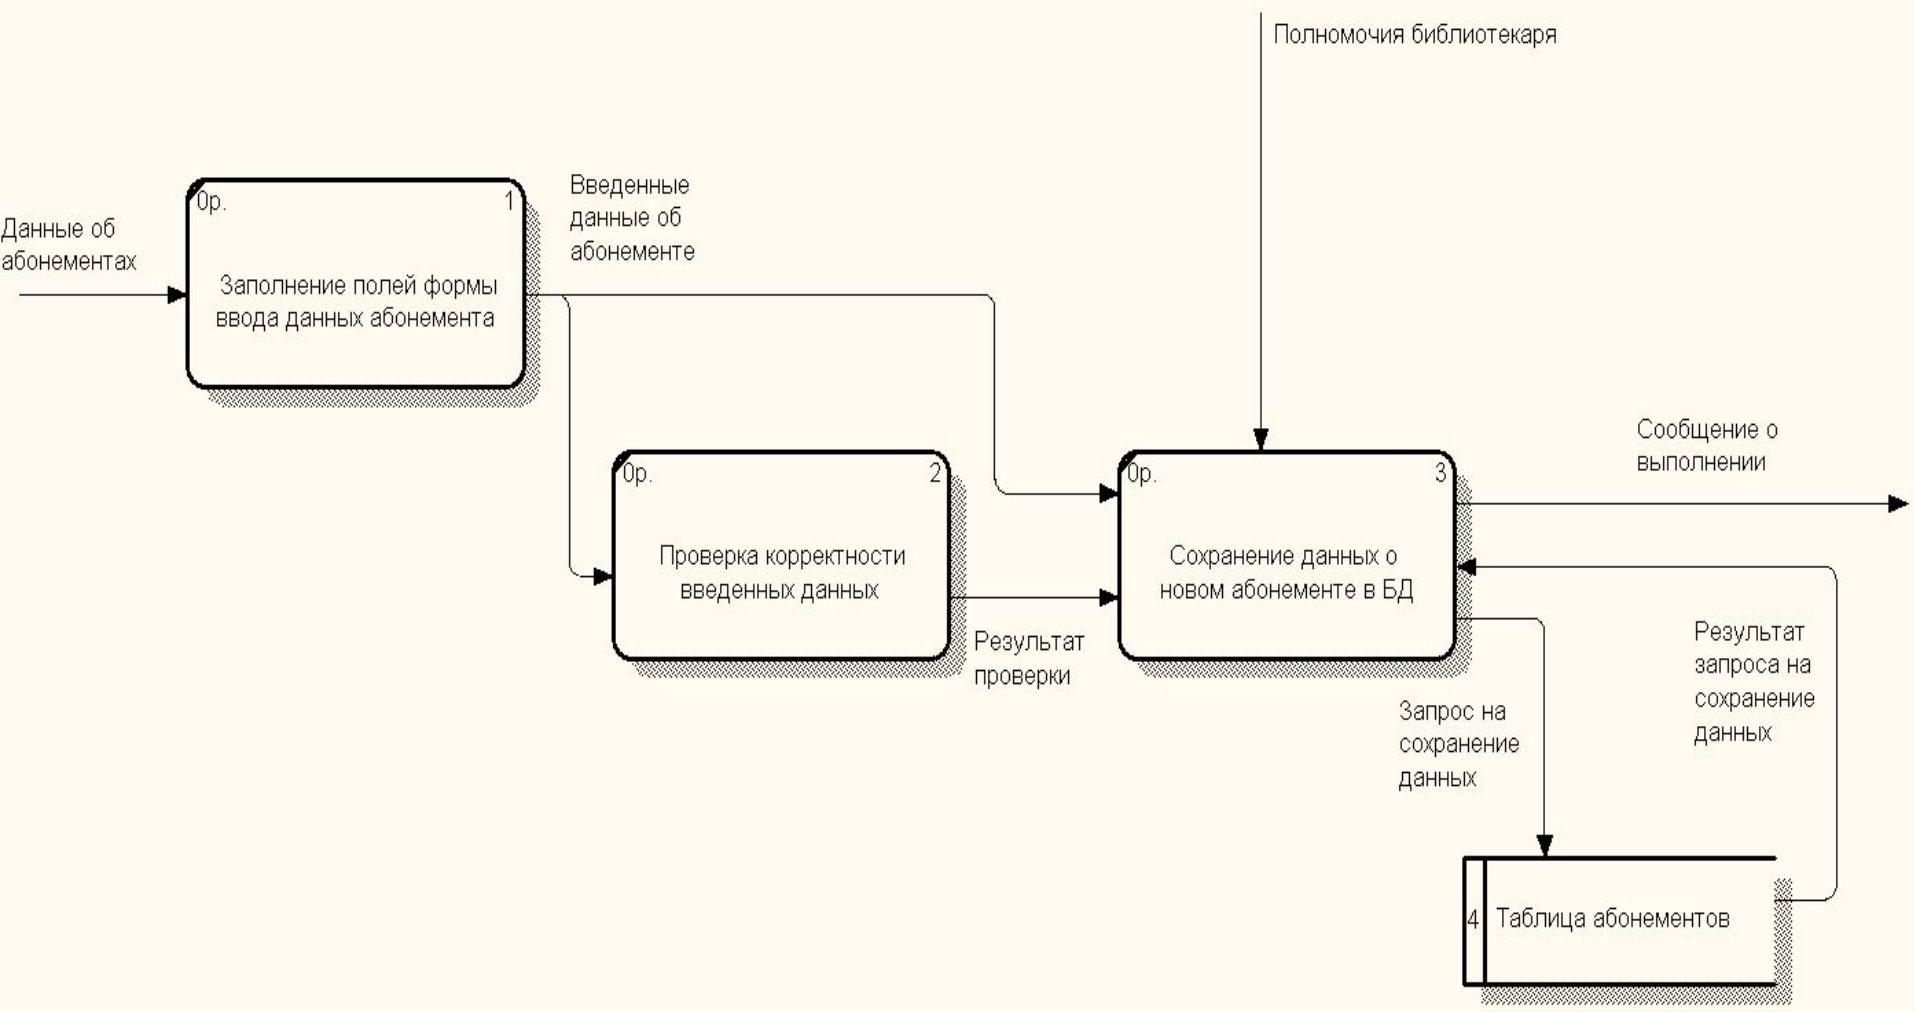 Полномочия библиотекаря
Данные об
абонементах
0р.
1
Заполнение полей формы
ввода данных абонемента
Введенные
данные об
абонементе
0р.
2
Проверка корректности
введенных данных
Результат
проверки
0р.
3
Сохранение данных о
новом абонементе в БД
Сообщение о
выполнении
Запрос на
сохранение
данных
Результат
запроса на
сохранение
данных
4
Таблица абонементов